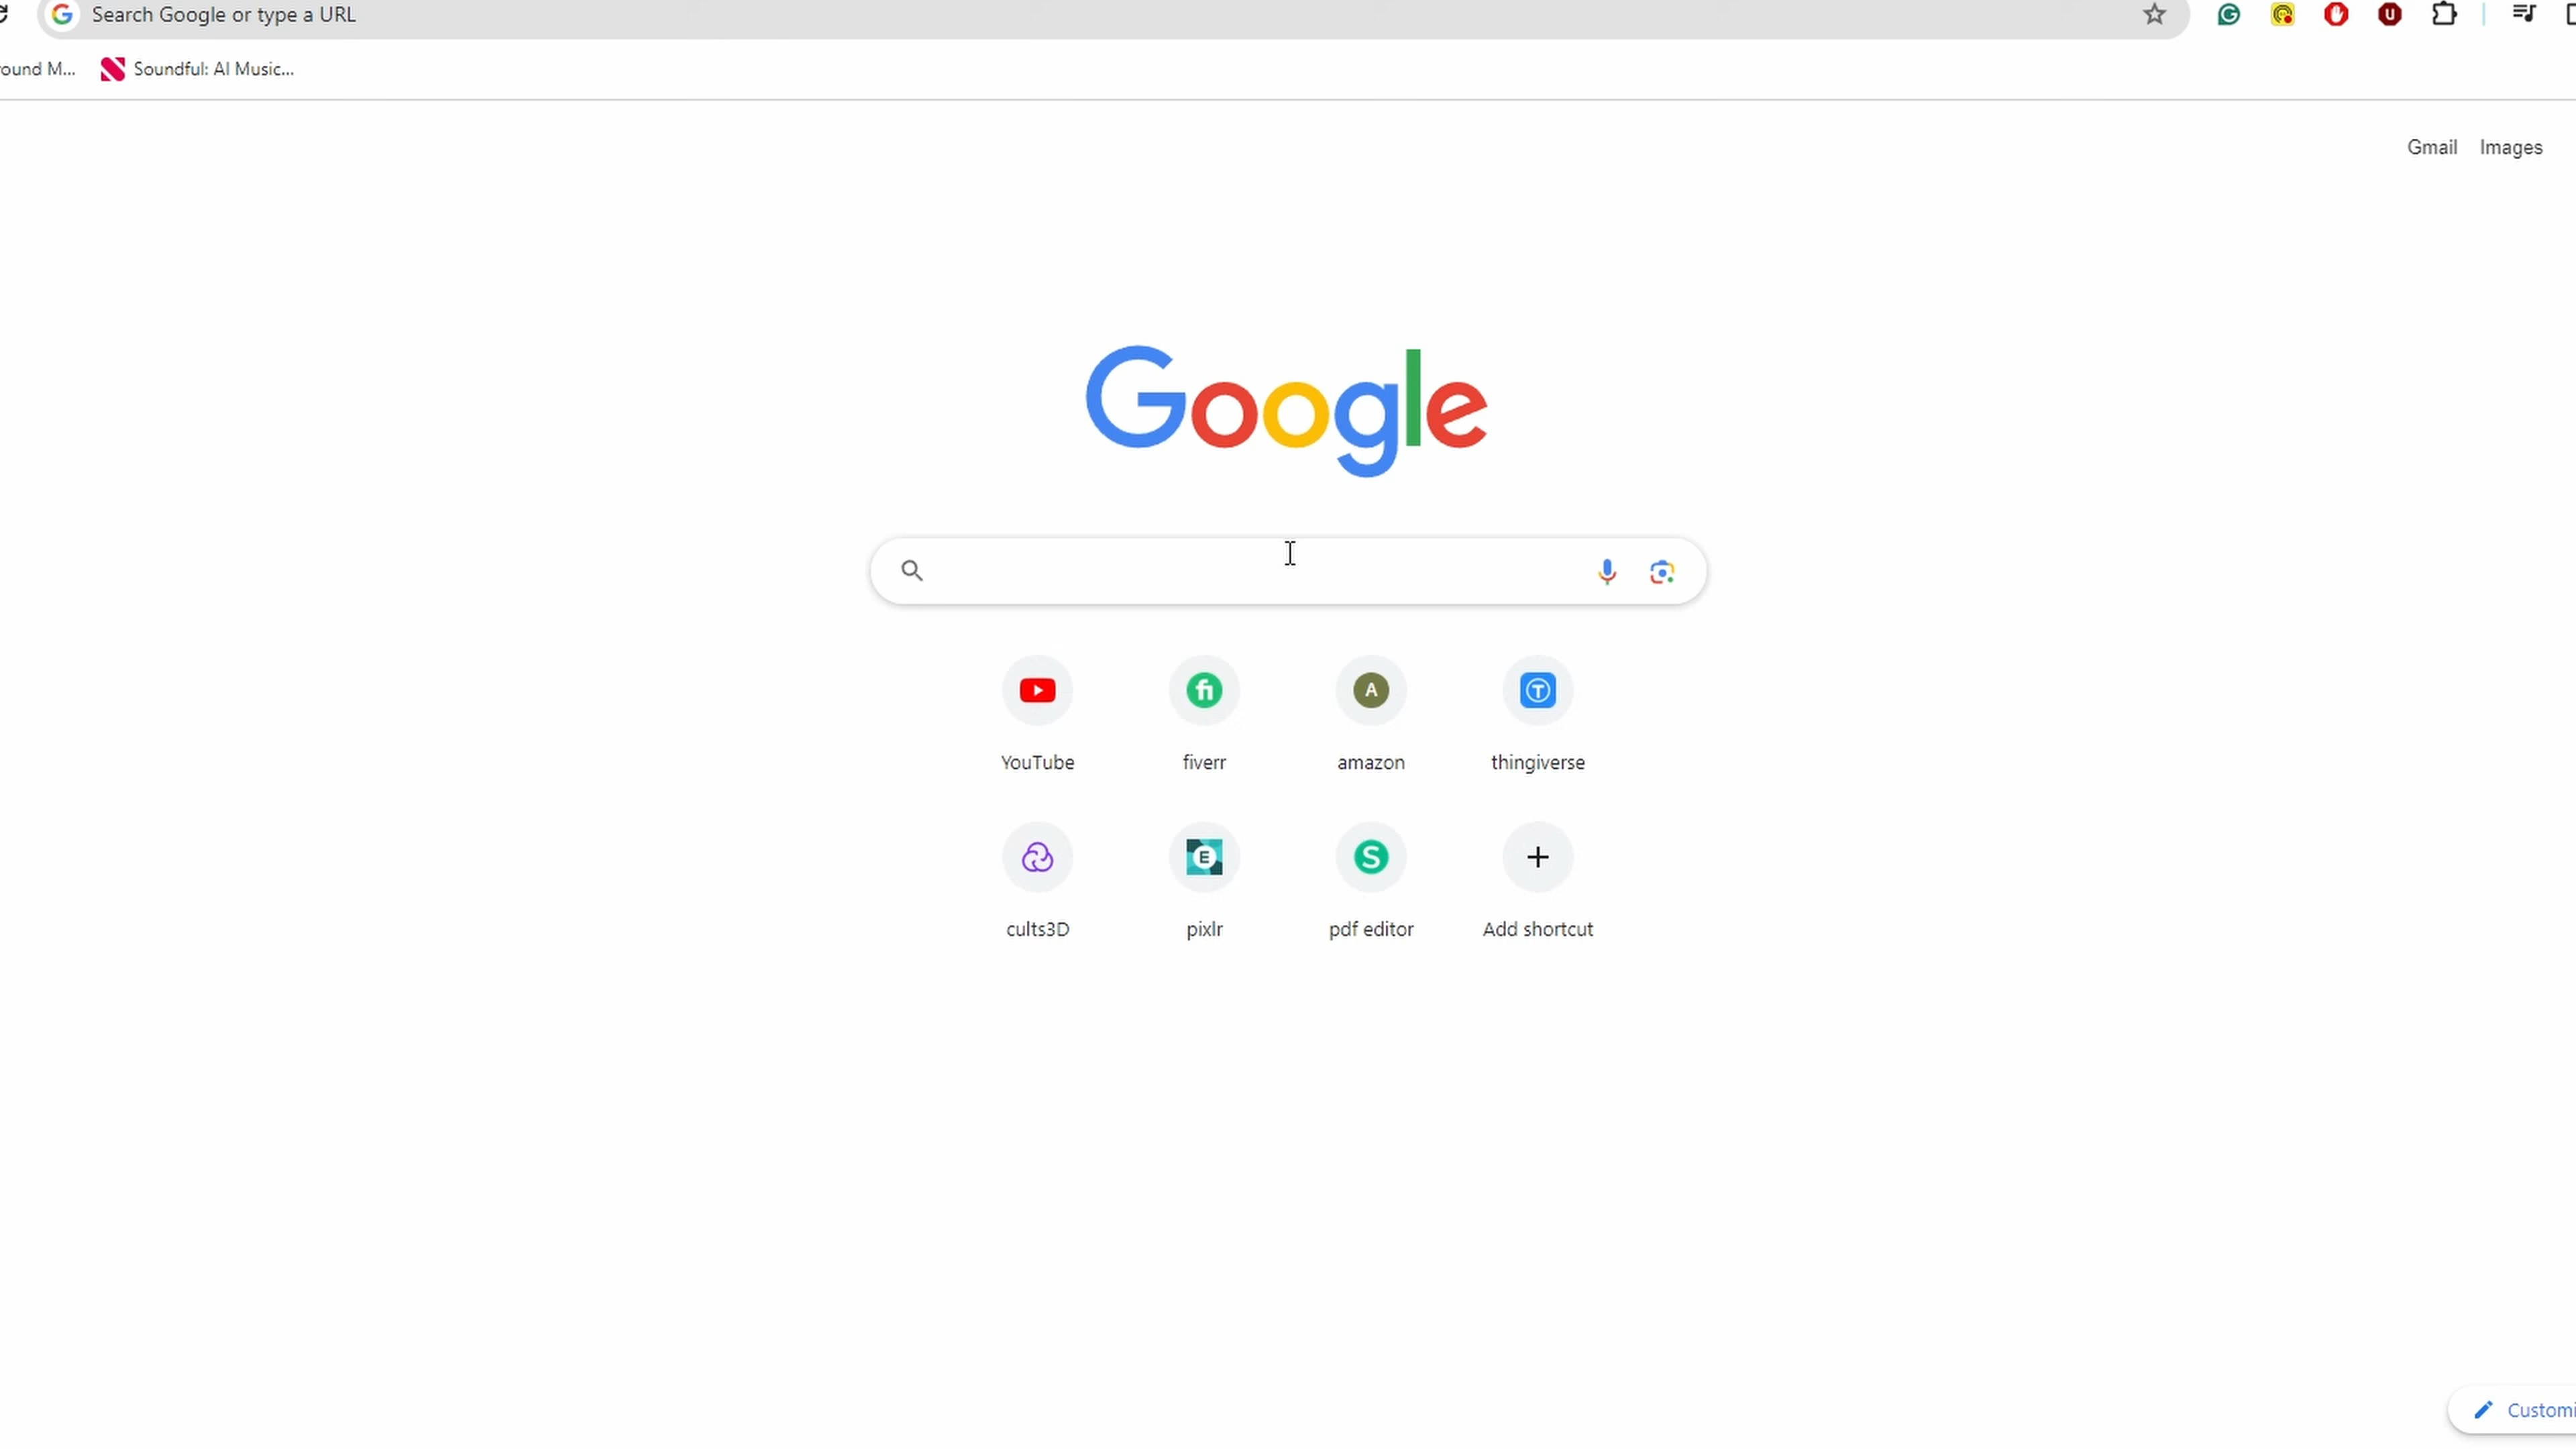 Search Google or type a URL
ound M...
Soundful: AI Music...
Gmail Images
Google
YouTube fiverr amazon thingiverse
cults3D pixlr pdf editor Add shortcut
Customi